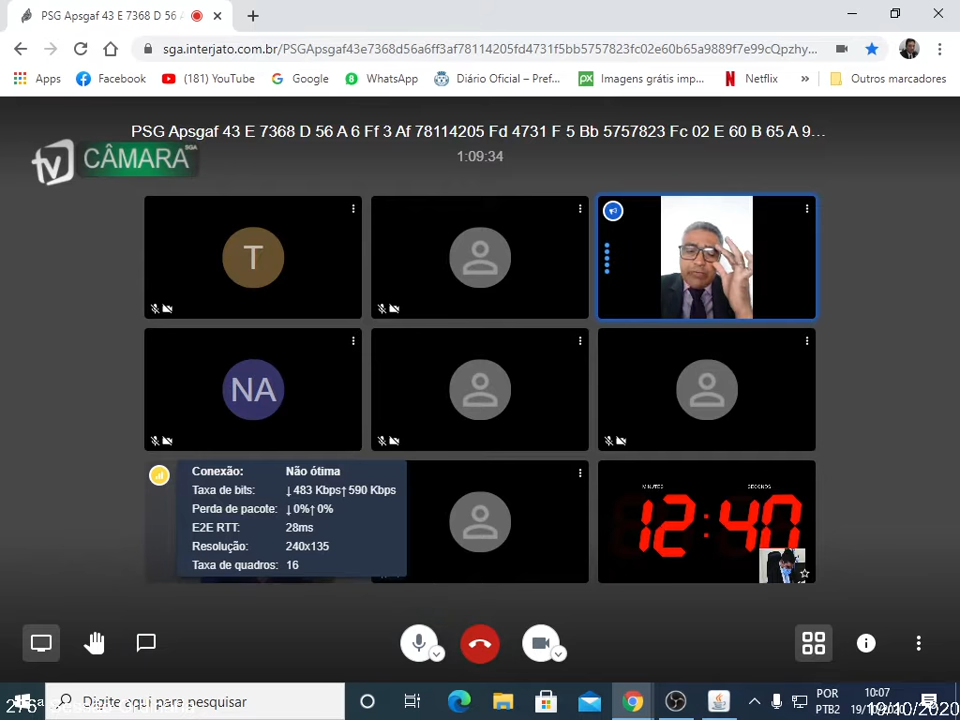 PSG Apsgaf 43 E 7368 D 56
sga.interjato.com.br/PSGApsgaf43e7368d56a6ff3af78114205fd4731f5bb5757823fc02e60b65a9889f7e99cQpzhy...
Apps Facebook (181) YouTube Google WhatsApp Diário Oficial – Pref... Imagens grátis imp... Netflix » Outros marcadores
PSG Apsgaf 43 E 7368 D 56 A 6 Ff 3 Af 78114205 Fd 4731 F 5 Bb 5757823 Fc 02 E 60 B 65 A 9...
tv CÂMARA SGA
1:09:34
T
NA
Conexão: Não ótima
Taxa de bits: ↓483 Kbps↑590 Kbps
Perda de pacote: ↓0%↑0%
E2E RTT: 28ms
Resolução: 240x135
Taxa de quadros: 16
MINUTES SECONDS
12:40
Digite aqui para pesquisar
POR
PTB2
10:07
19/10/2020